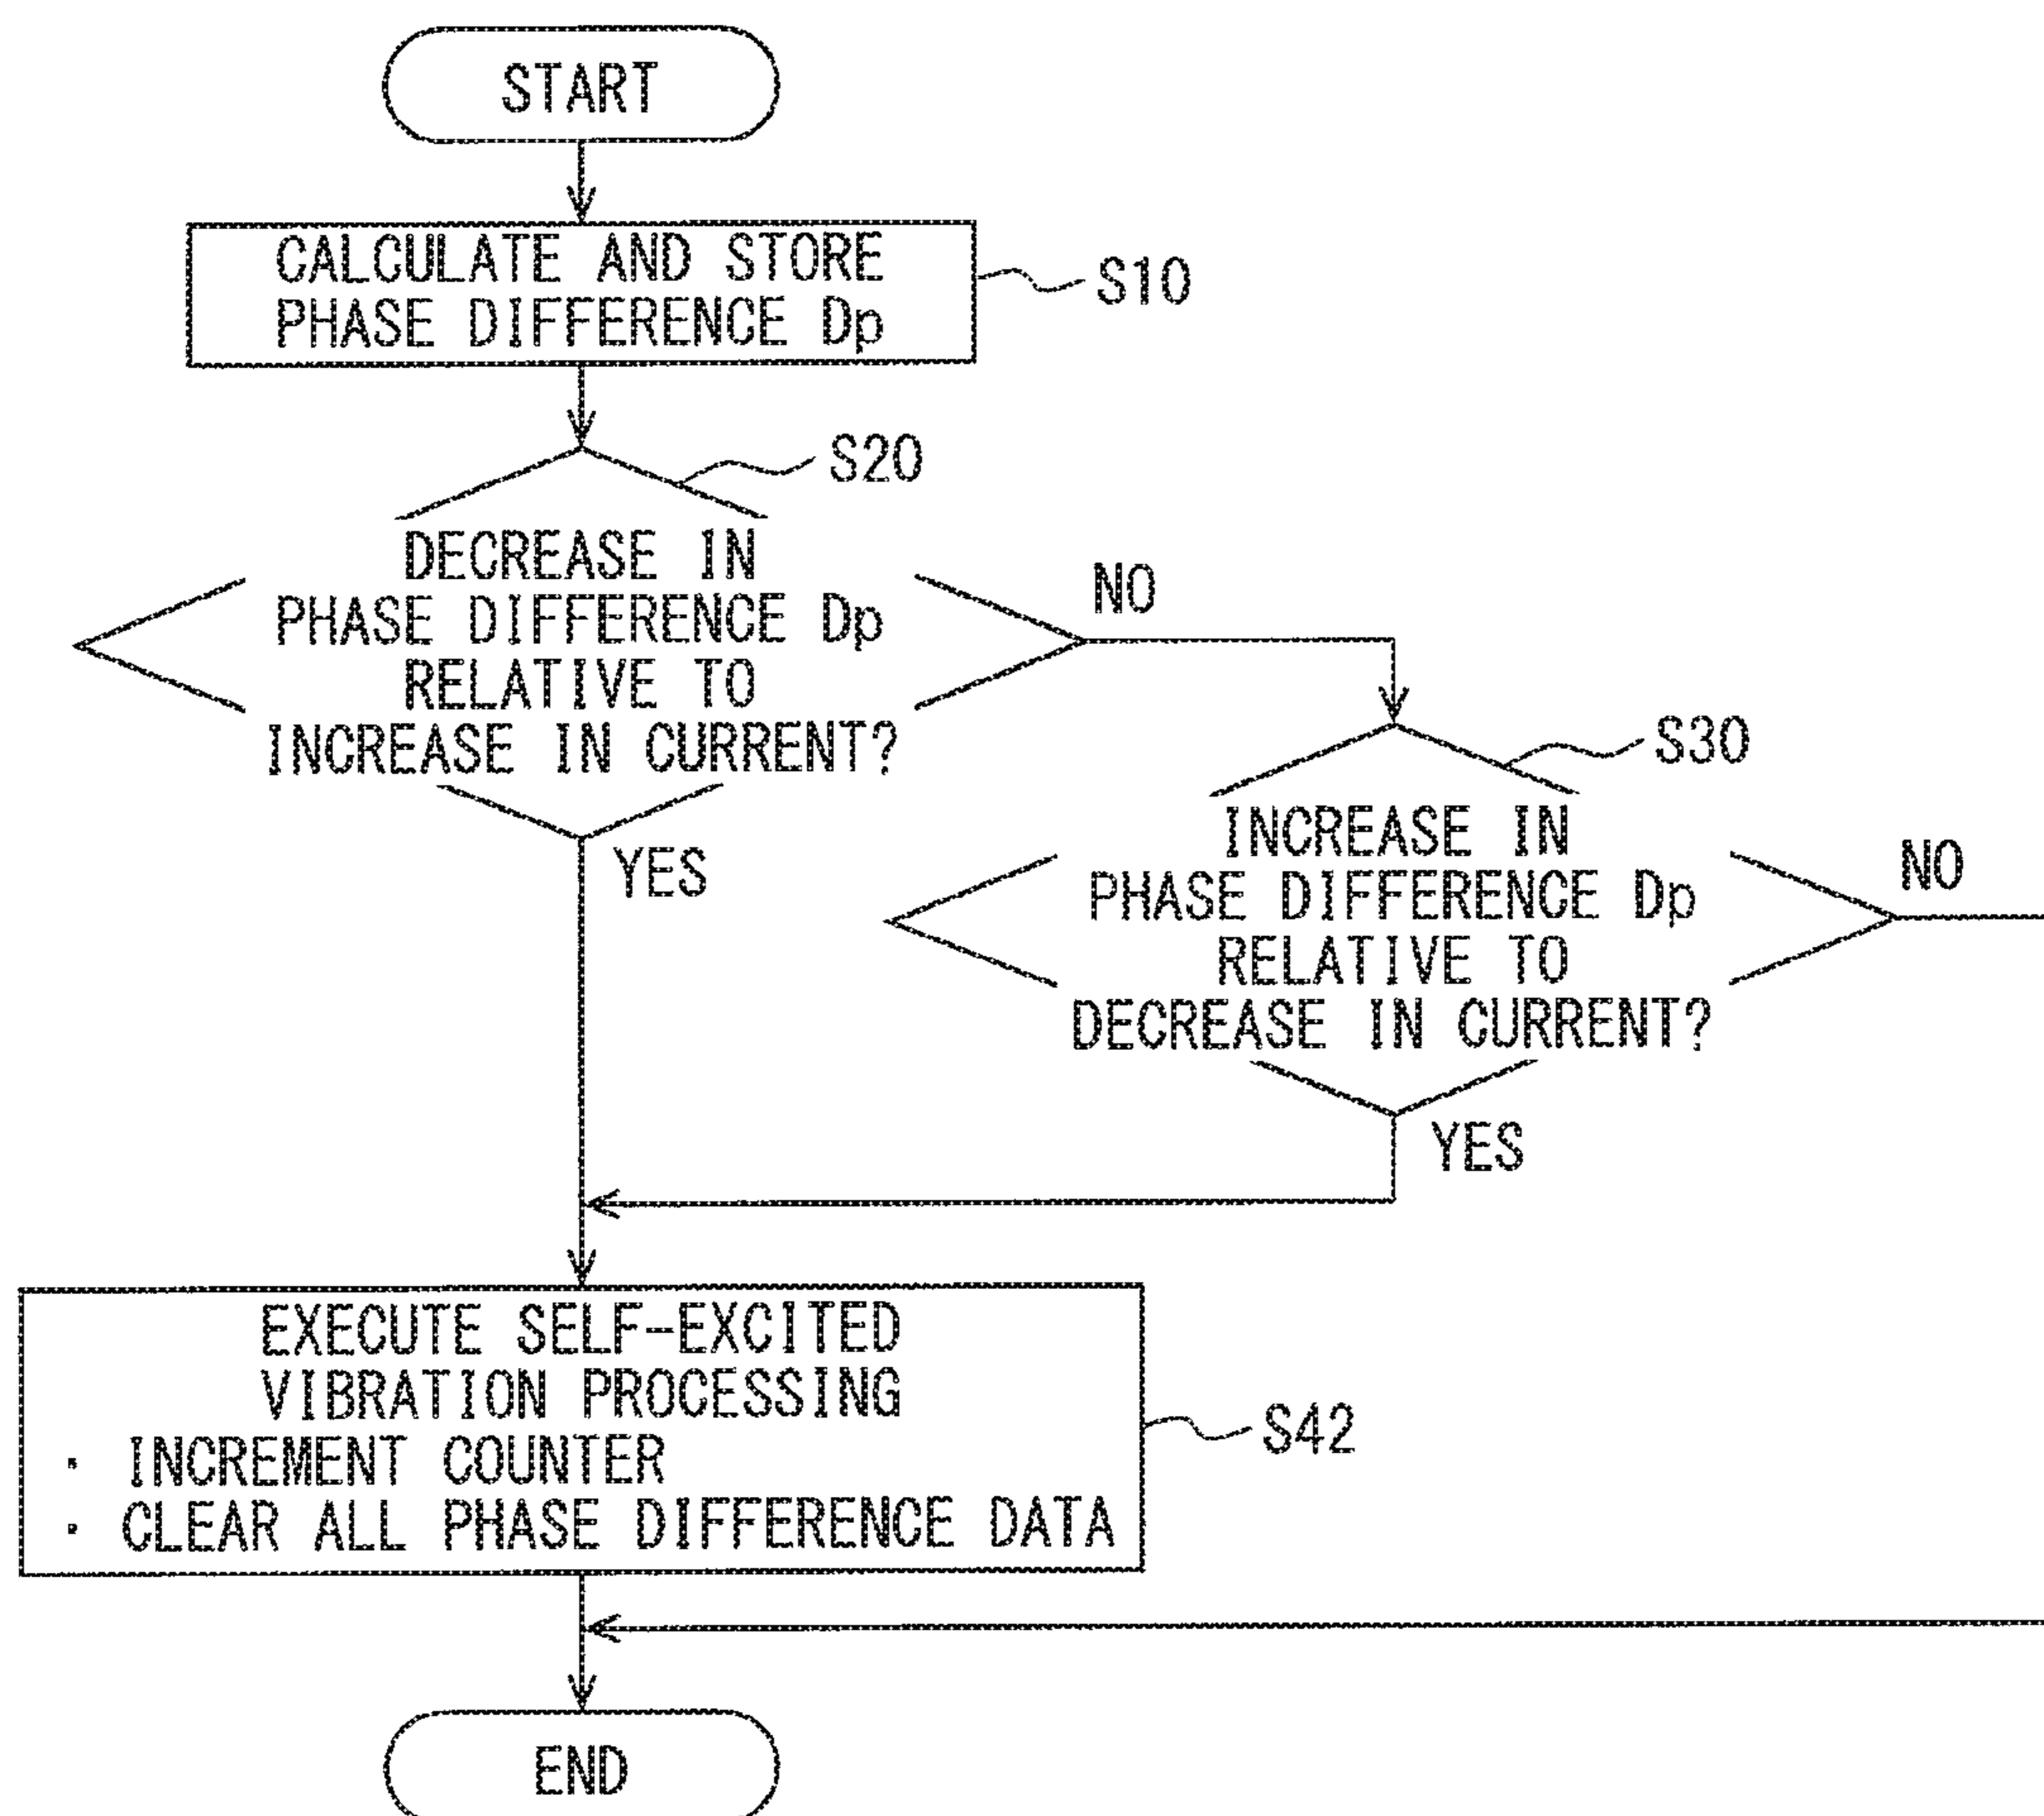 START
CALCULATE AND STORE
PHASE DIFFERENCE Dp
S10
S20
DECREASE IN
PHASE DIFFERENCE Dp
RELATIVE TO
INCREASE IN CURRENT?
NO
YES
S30
INCREASE IN
PHASE DIFFERENCE Dp
RELATIVE TO
DECREASE IN CURRENT?
NO
YES
EXECUTE SELF-EXCITED
VIBRATION PROCESSING
· INCREMENT COUNTER
· CLEAR ALL PHASE DIFFERENCE DATA
S42
END